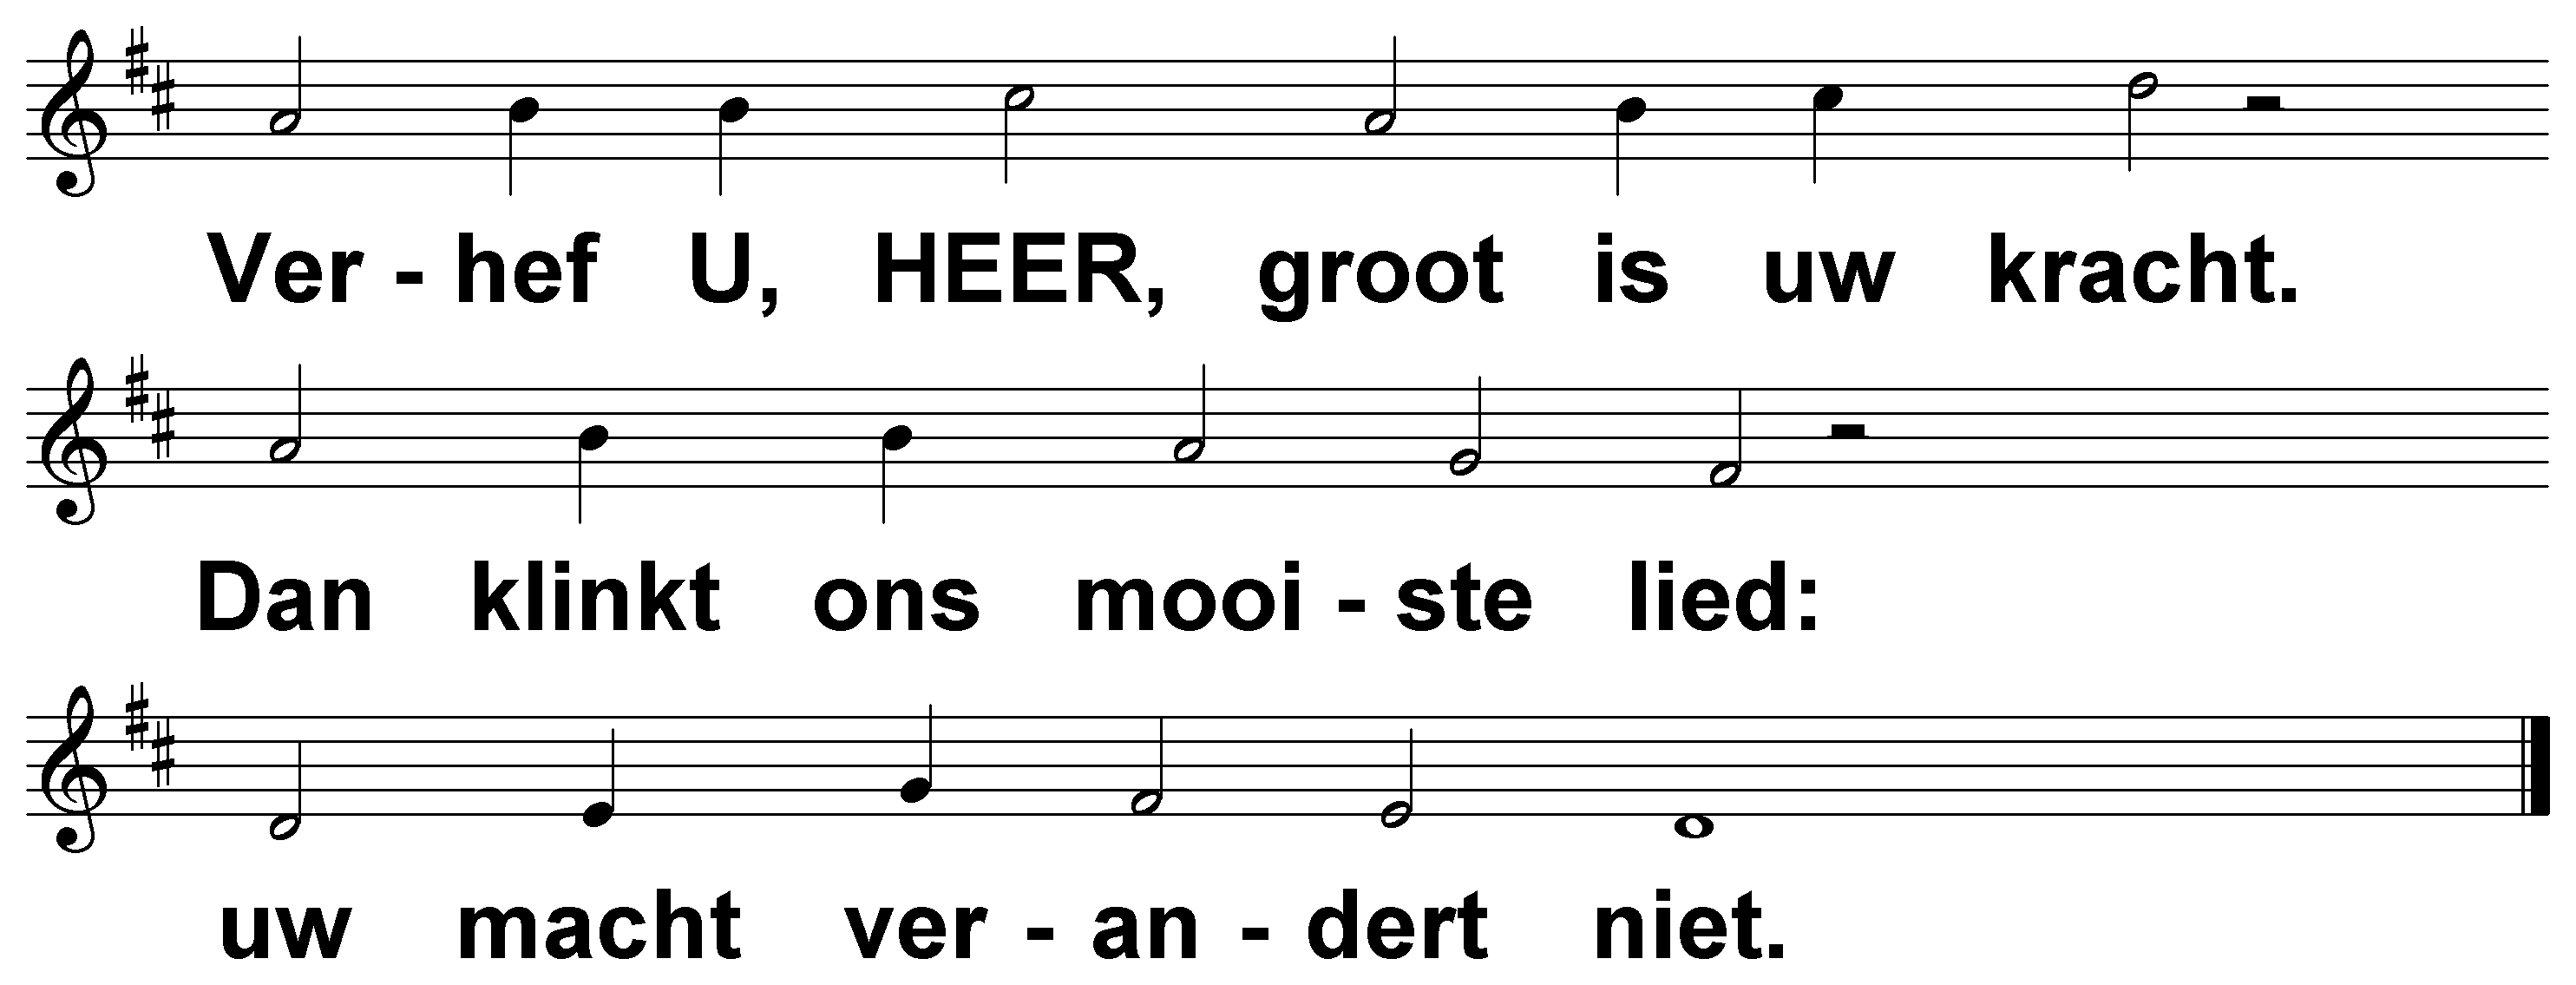 Ver - hef U, HEER, groot is uw kracht.
Dan klinkt ons mooi - ste lied:
uw macht ver - an - dert niet.